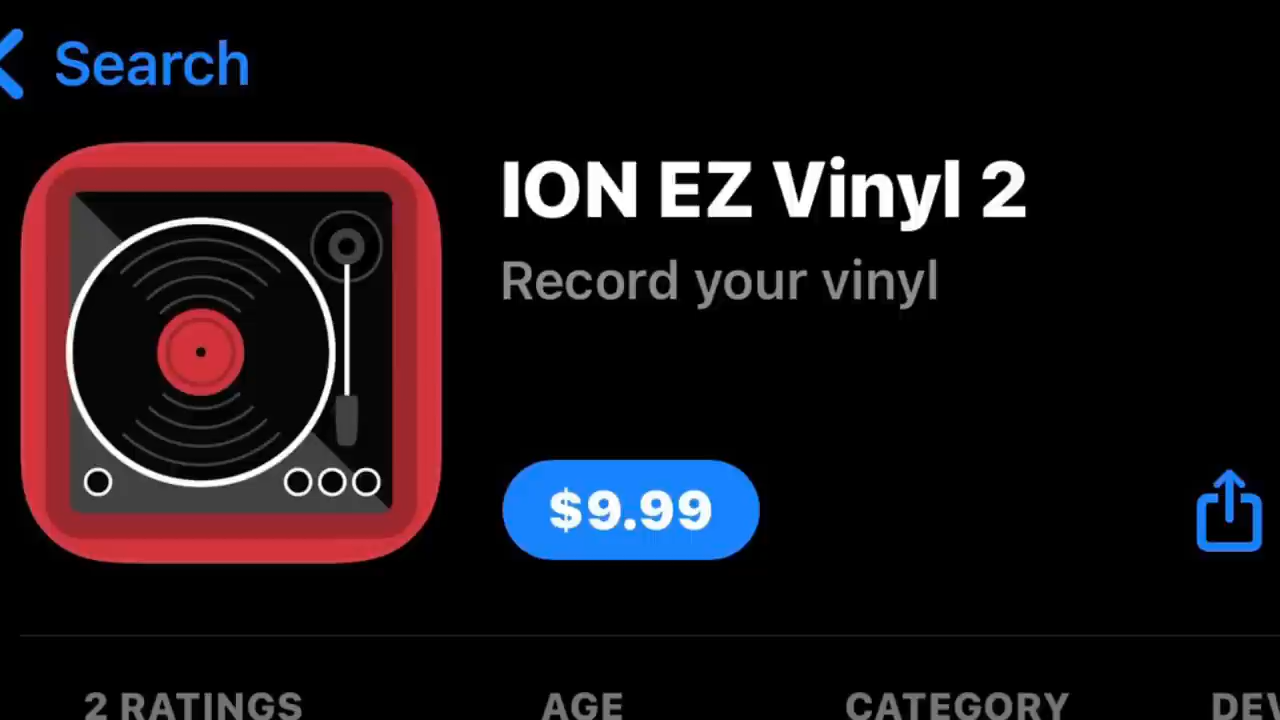 Search
ION EZ Vinyl 2
Record your vinyl
$9.99
2 RATINGS AGE CATEGORY